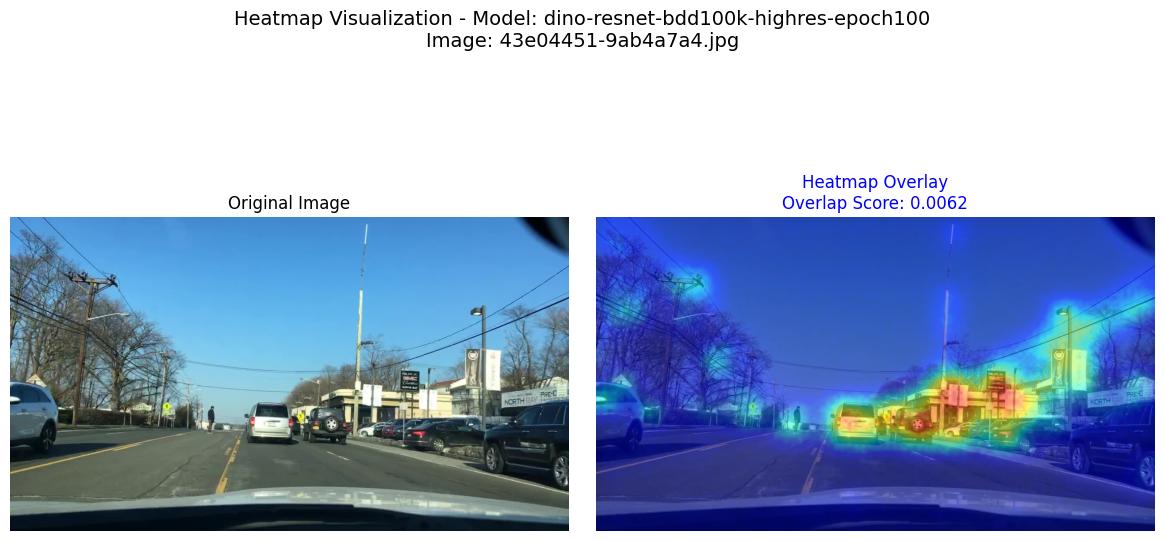 Heatmap Visualization - Model: dino-resnet-bdd100k-highres-epoch100
Image: 43e04451-9ab4a7a4.jpg
Original Image
Heatmap Overlay
Overlap Score: 0.0062
GMC
NORTH